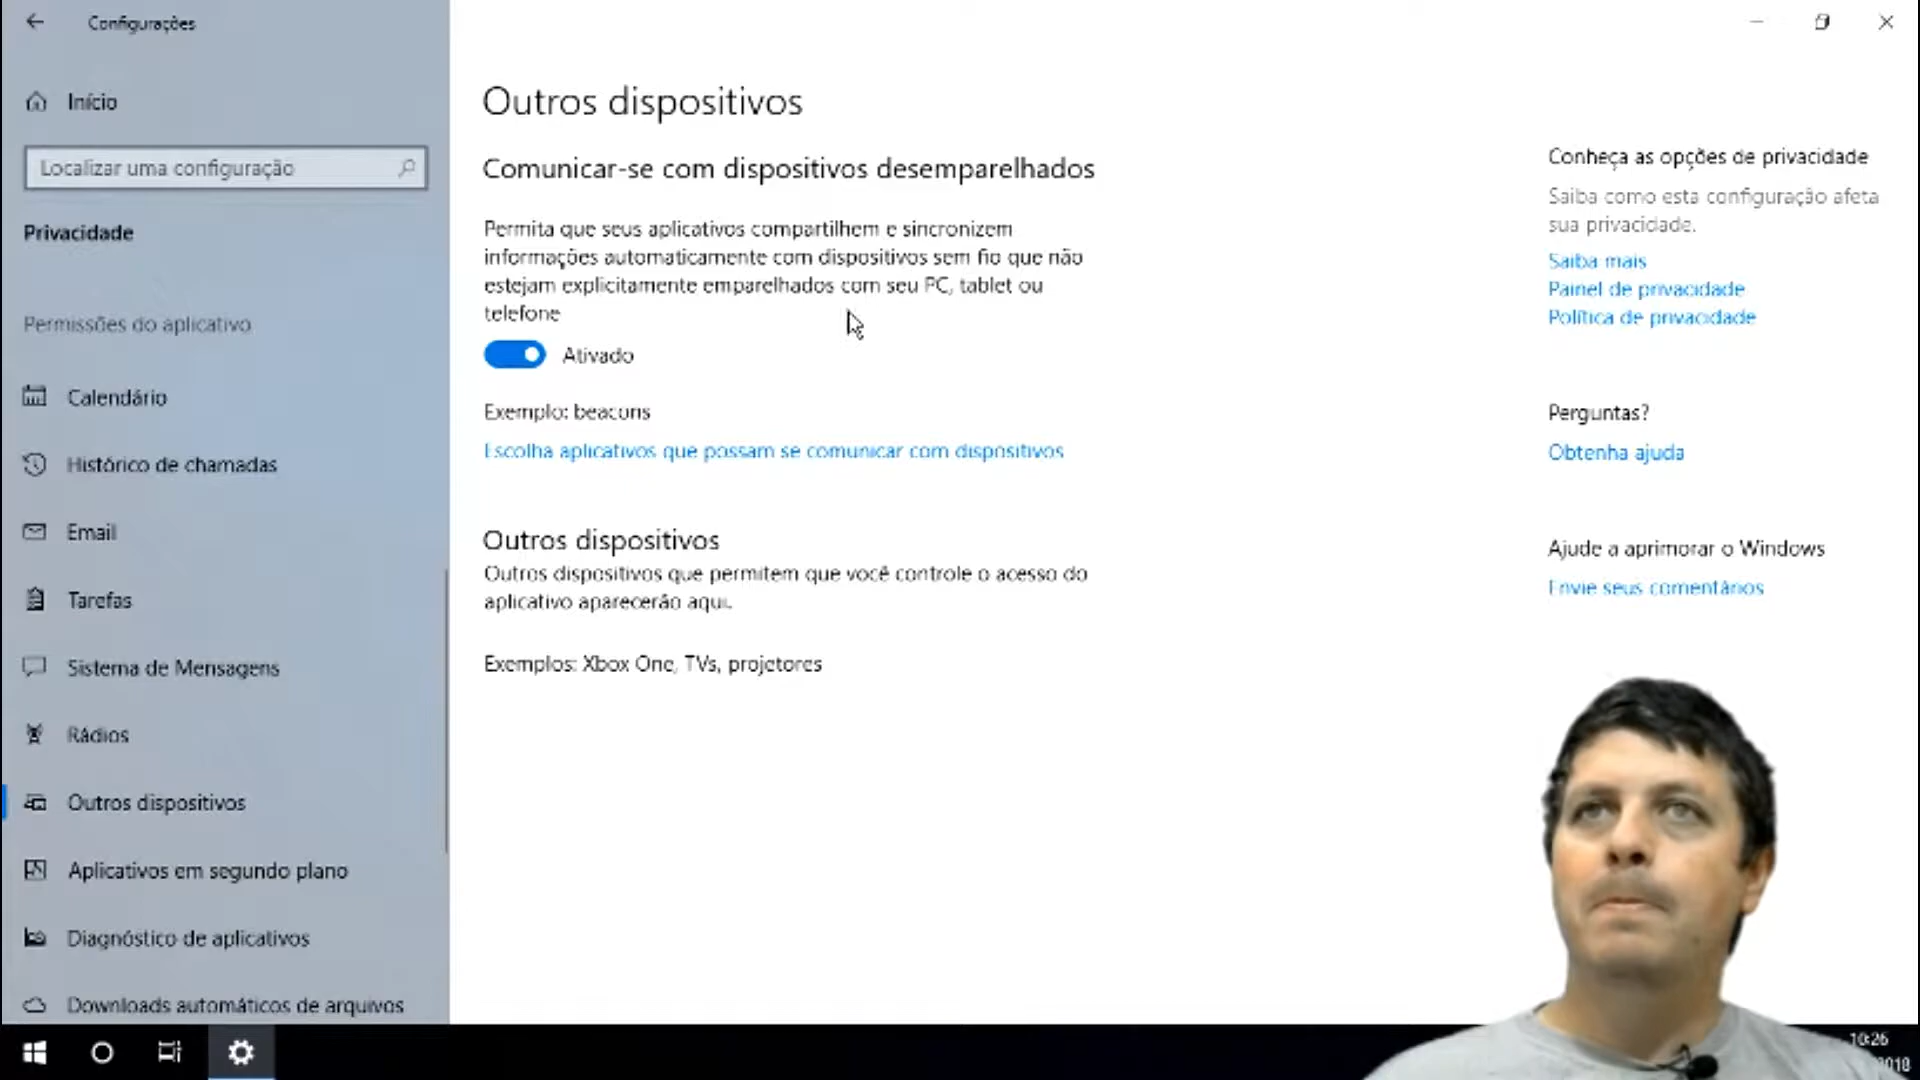 Configurações
Início
Localizar uma configuração
Privacidade
Permissões do aplicativo
Calendário
Histórico de chamadas
Email
Tarefas
Sistema de Mensagens
Rádios
Outros dispositivos
Aplicativos em segundo plano
Diagnóstico de aplicativos
Downloads automáticos de arquivos
Outros dispositivos
Comunicar-se com dispositivos desemparelhados
Permita que seus aplicativos compartilhem e sincronizem
informações automaticamente com dispositivos sem fio que não
estejam explicitamente emparelhados com seu PC, tablet ou
telefone
Ativado
Exemplo: beacons
Escolha aplicativos que possam se comunicar com dispositivos
Outros dispositivos
Outros dispositivos que permitem que você controle o acesso do
aplicativo aparecerão aqui.
Exemplos: Xbox One, TVs, projetores
Conheça as opções de privacidade
Saiba como esta configuração afeta
sua privacidade.
Saiba mais
Painel de privacidade
Política de privacidade
Perguntas?
Obtenha ajuda
Ajude a aprimorar o Windows
Envie seus comentários
10:26
2018